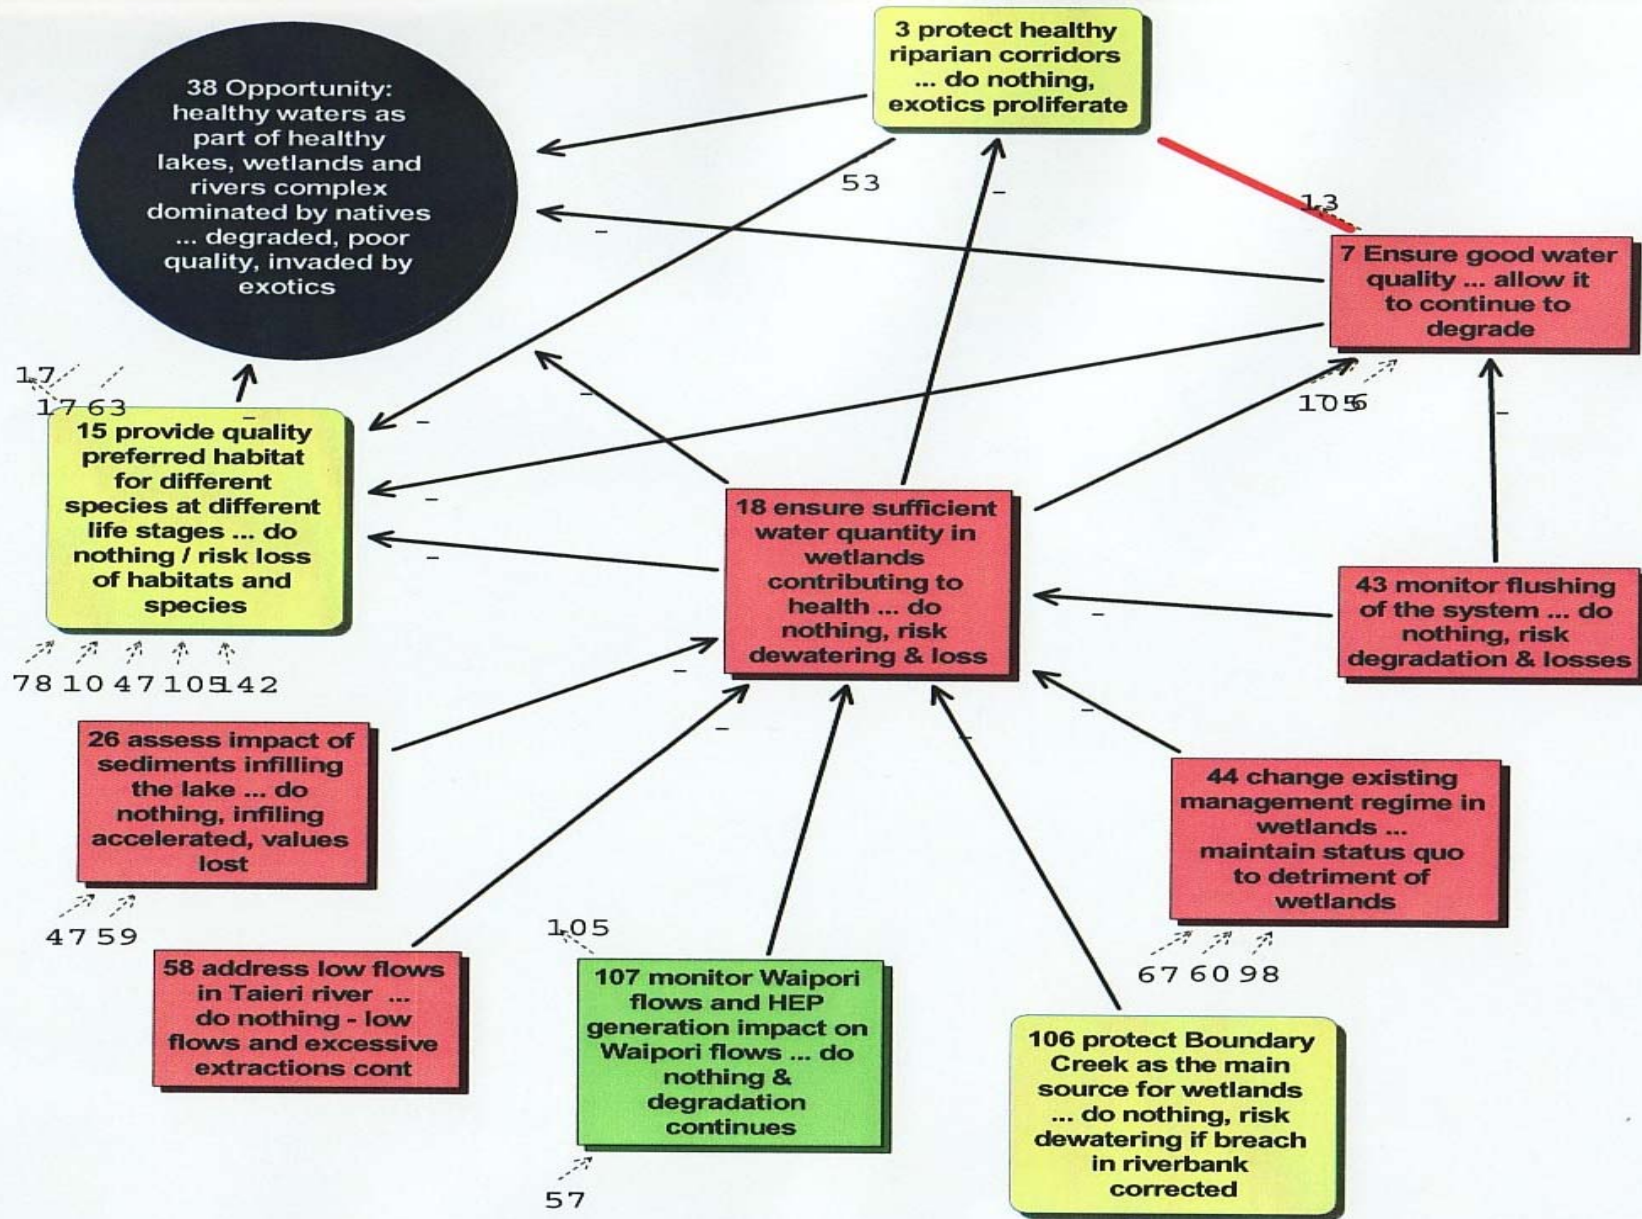 38 Opportunity:
healthy waters as
part of healthy
lakes, wetlands and
rivers complex
dominated by natives
... degraded, poor
quality, invaded by
exotics
3 protect healthy
riparian corridors
... do nothing,
exotics proliferate
53
13
7 Ensure good water
quality ... allow it
to continue to
degrade
17
17 63
15 provide quality
preferred habitat
for different
species at different
life stages ... do
nothing / risk loss
of habitats and
species
78 10 47 105 142
105 6
18 ensure sufficient
water quantity in
wetlands
contributing to
health ... do
nothing, risk
dewatering & loss
43 monitor flushing
of the system ... do
nothing, risk
degradation & losses
26 assess impact of
sediments infilling
the lake ... do
nothing, infiling
accelerated, values
lost
47 59
44 change existing
management regime in
wetlands ...
maintain status quo
to detriment of
wetlands
67 60 98
58 address low flows
in Taieri river ...
do nothing - low
flows and excessive
extractions cont
105
107 monitor Waipori
flows and HEP
generation impact on
Waipori flows ... do
nothing &
degradation
continues
57
106 protect Boundary
Creek as the main
source for wetlands
... do nothing, risk
dewatering if breach
in riverbank
corrected